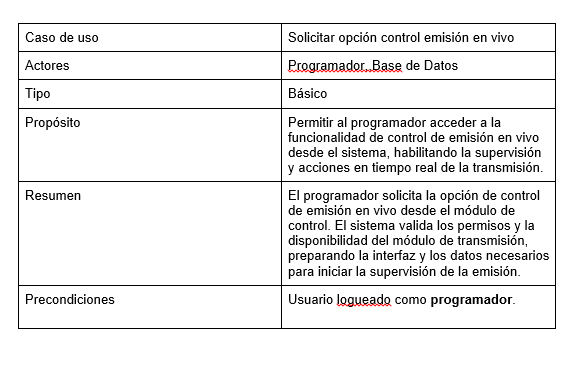 Caso de uso
Solicitar opción control emisión en vivo
Actores
Programador, Base de Datos
Tipo
Básico
Propósito
Permitir al programador acceder a la
funcionalidad de control de emisión en vivo
desde el sistema, habilitando la supervisión
y acciones en tiempo real de la transmisión.
Resumen
El programador solicita la opción de control
de emisión en vivo desde el módulo de
control. El sistema valida los permisos y la
disponibilidad del módulo de transmisión,
preparando la interfaz y los datos necesarios
para iniciar la supervisión de la emisión.
Precondiciones
Usuario logueado como programador.